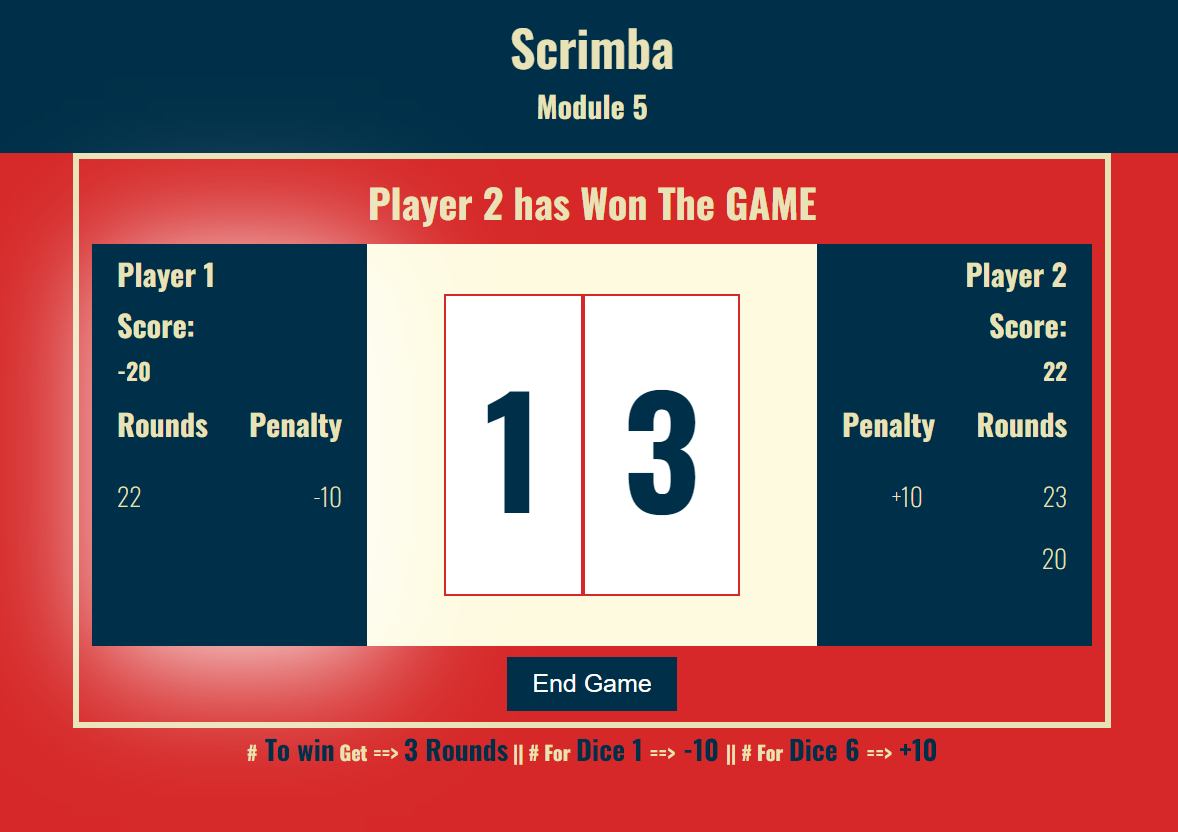 Scrimba
Module 5
Player 2 has Won The GAME
Player 1
Score:
-20
Rounds Penalty
22 -10
1 3
Player 2
Score:
22
Penalty Rounds
+10 23
20
End Game
# To win Get ==> 3 Rounds || # For Dice 1 ==> -10 || # For Dice 6 ==> +10